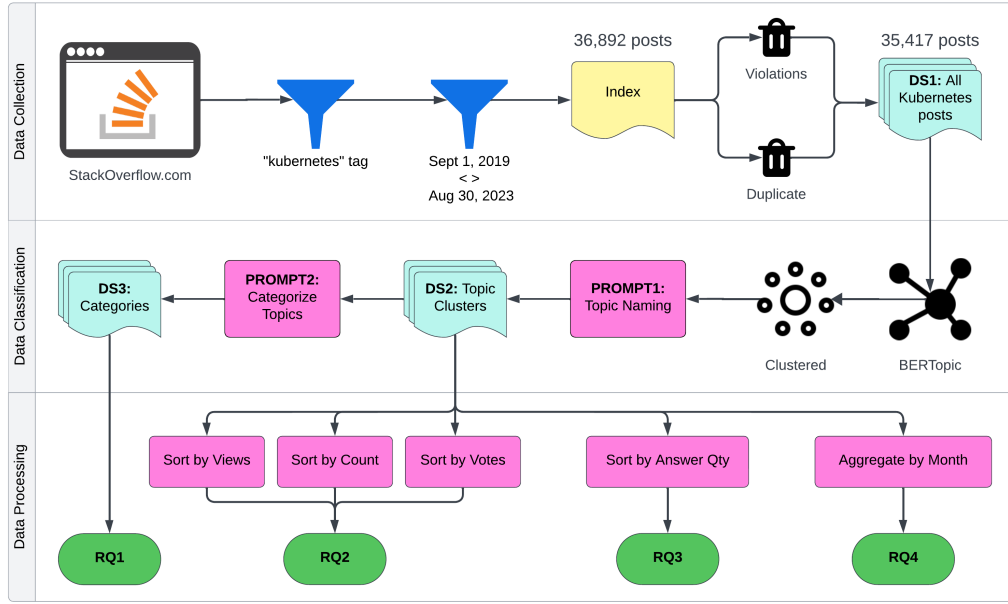 Data Collection
36,892 posts
35,417 posts
Violations
Index
DS1: All
Kubernetes
posts
"kubernetes" tag
Sept 1, 2019
< >
Aug 30, 2023
StackOverflow.com
Duplicate
Data Classification
DS3:
Categories
PROMPT2:
Categorize
Topics
DS2: Topic
Clusters
PROMPT1:
Topic Naming
Clustered
BERTopic
Data Processing
Sort by Views
Sort by Count
Sort by Votes
Sort by Answer Qty
Aggregate by Month
RQ1
RQ2
RQ3
RQ4